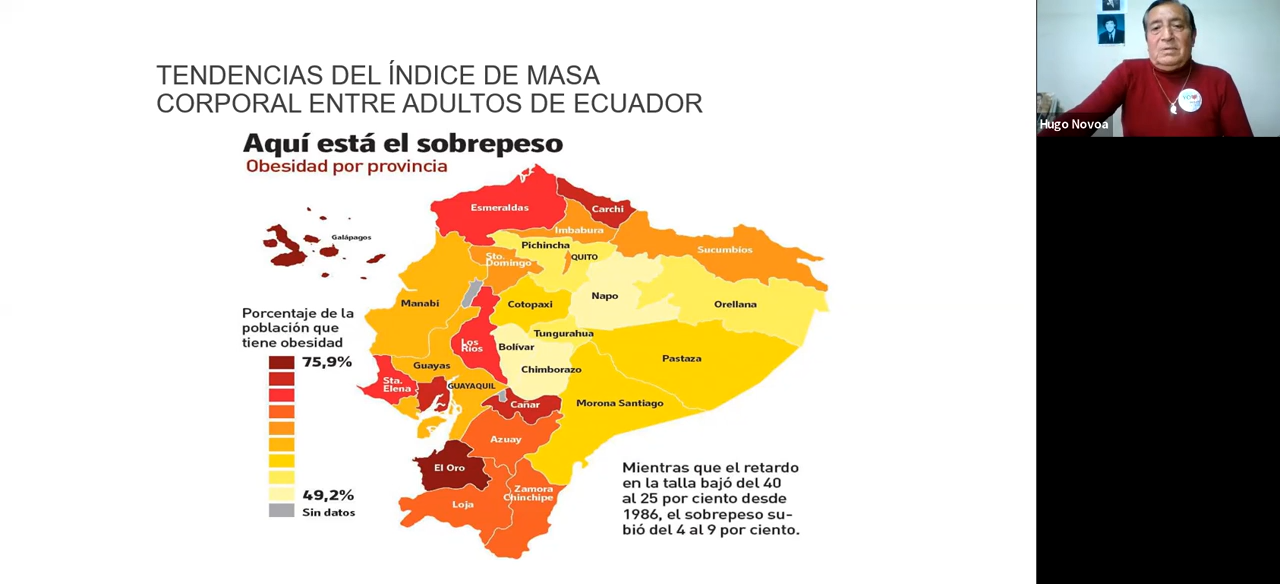 TENDENCIAS DEL ÍNDICE DE MASA
CORPORAL ENTRE ADULTOS DE ECUADOR
Aquí está el sobrepeso
Obesidad por provincia
Galápagos
Esmeraldas
Carchi
Imbabura
Pichincha
QUITO
Sucumbios
Sto.
Domingo
Manabi
Cotopaxi
Napo
Orellana
Tungurahua
Los
Rios
Bolívar
Pastaza
Guayas
Chimborazo
Sta.
Elena
GUAYAQUIL
Cañar
Morona Santiago
Azuay
El Oro
Zamora
Chinchipe
Loja
Porcentaje de la
población que
tiene obesidad
75,9%
49,2%
Sin datos
Mientras que el retardo
en la talla bajó del 40
al 25 por ciento desde
1986, el sobrepeso su-
bió del 4 al 9 por ciento.
Hugo Novoa